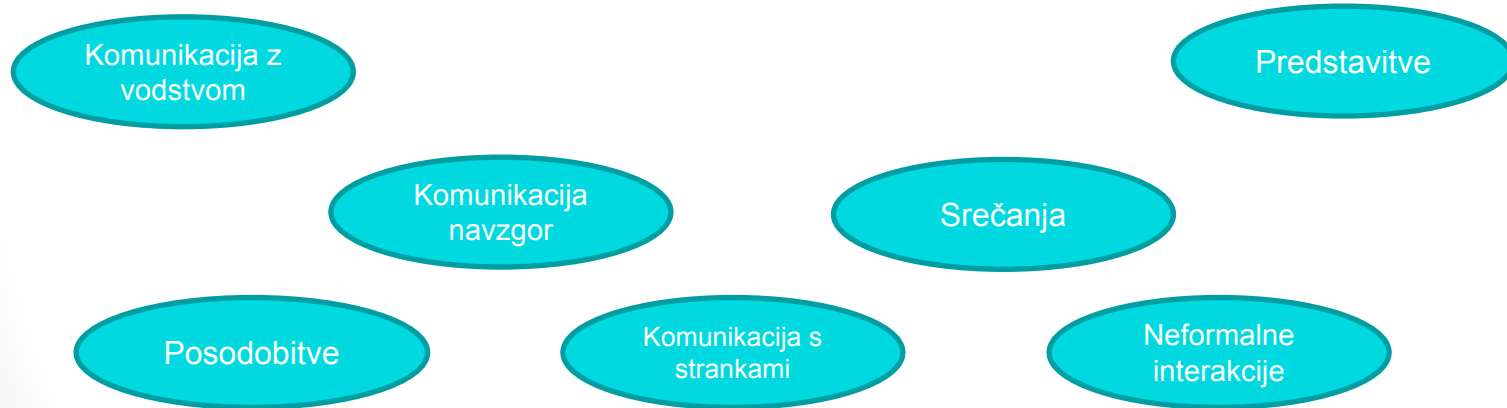 Komunikacija z
vodstvom
Predstavitve
Komunikacija
navzgor
Srečanja
Posodobitve
Komunikacija s
strankami
Neformalne
interakcije